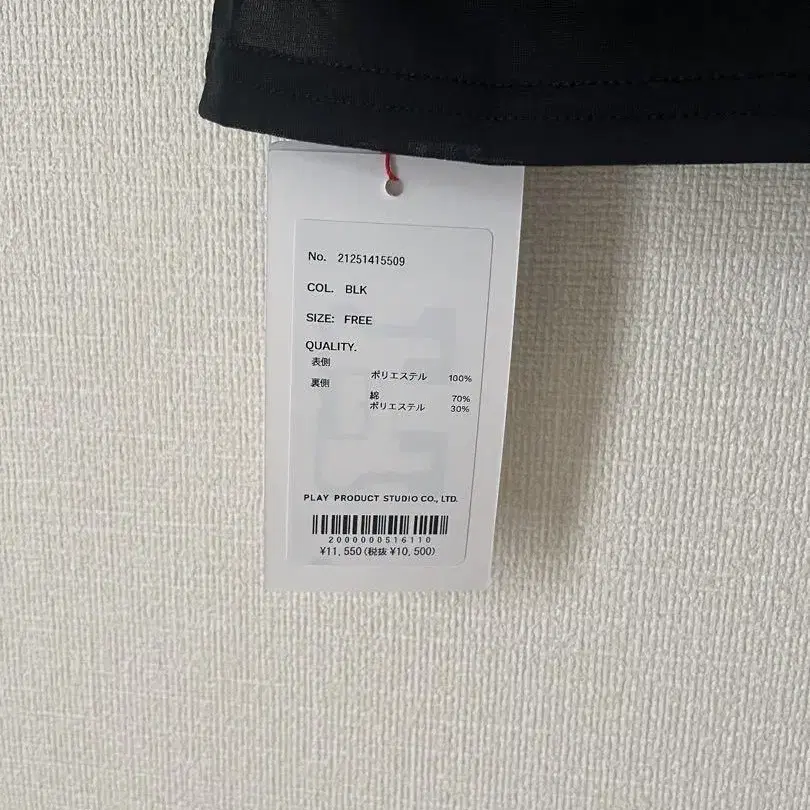 No. 21251415509
COL. BLK
SIZE: FREE
QUALITY.
表側
ポリエステル 100%
裏側
綿 70%
ポリエステル 30%
PLAY PRODUCT STUDIO CO., LTD.
2000000516110
¥11,550(税抜 ¥10,500)